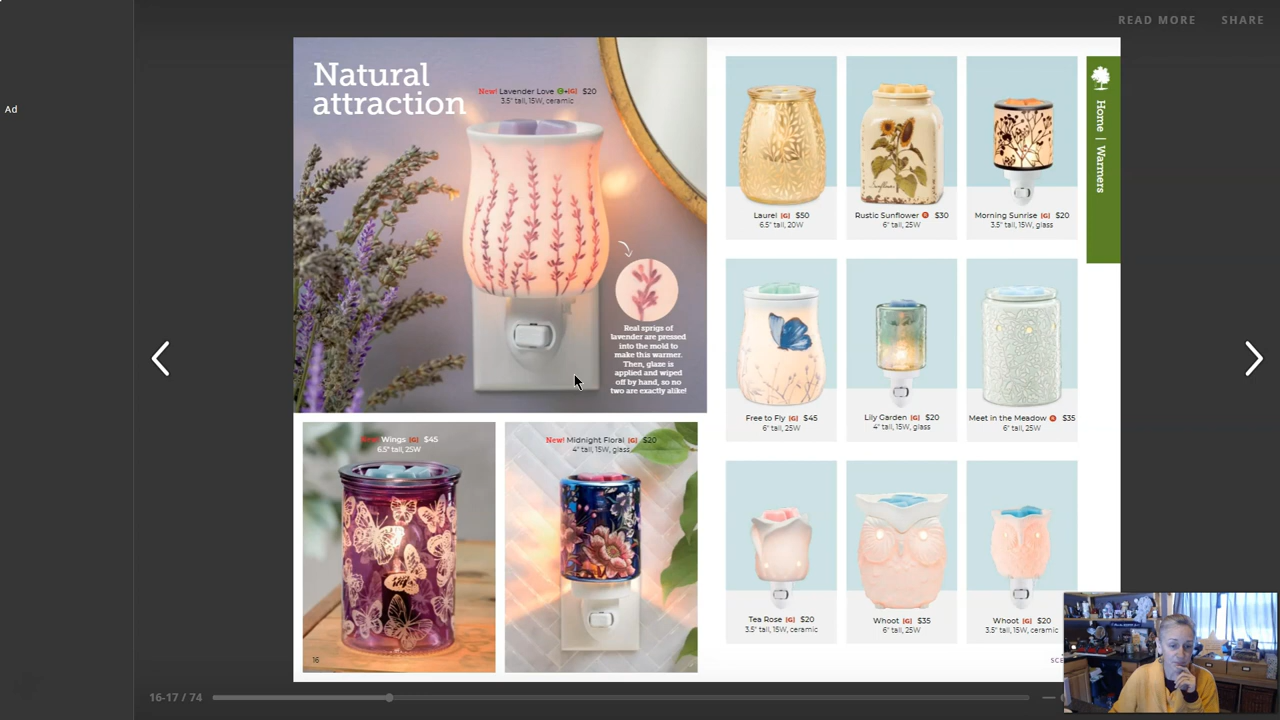 READ MORE
SHARE
Ad
Natural
attraction
New! Lavender Love C+[G] $20
3.5" tall, 15W, ceramic
Real sprigs of
lavender are pressed
into the mold to
make this warmer.
Then, glaze is
applied and wiped
off by hand, so no
two are exactly alike!
New! Wings [G] $45
6.5" tall, 25W
New! Midnight Floral [G] $20
4" tall, 15W, glass
16
Laurel [G] $50
6.5" tall, 20W
Rustic Sunflower R $30
6" tall, 25W
Sunflower
Morning Sunrise [G] $20
3.5" tall, 15W, glass
Free to Fly [G] $45
6" tall, 25W
Lily Garden [G] $20
4" tall, 15W, glass
Meet in the Meadow R $35
6" tall, 25W
Tea Rose [G] $20
3.5" tall, 15W, ceramic
Whoot [G] $35
6" tall, 25W
Whoot [G] $20
3.5" tall, 15W, ceramic
Home | Warmers
16-17 / 74